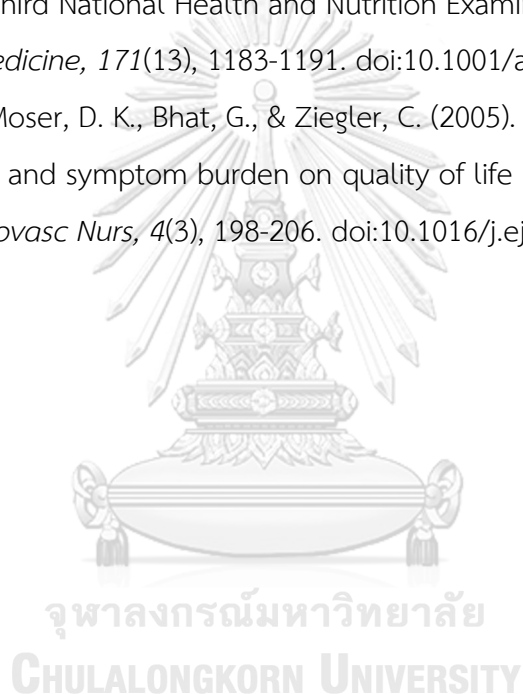 hird National Health and Nutrition Examin
edicine, 171(13), 1183-1191. doi:10.1001/a
Moser, D. K., Bhat, G., & Ziegler, C. (2005).
and symptom burden on quality of life
ovasc Nurs, 4(3), 198-206. doi:10.1016/j.ej
จุฬาลงกรณ์มหาวิทยาลัย
CHULALONGKORN UNIVERSITY